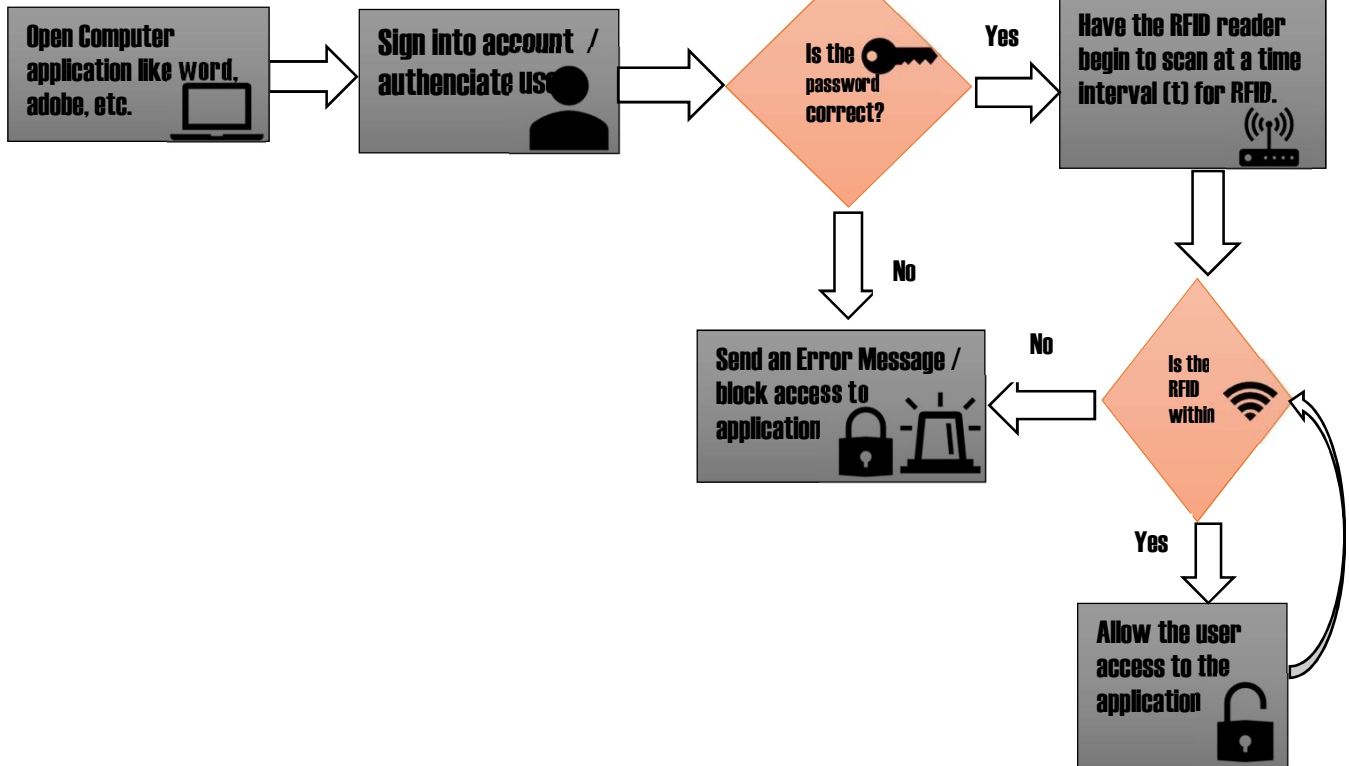 Open Computer
application like word,
adobe, etc.
Sign into account /
authenciate use
Is the
password
correct?
Yes
Have the RFID reader
begin to scan at a time
interval (t) for RFID.
No
Send an Error Message /
block access to
application
No
Is the
RFID
within
Yes
Allow the user
access to the
application